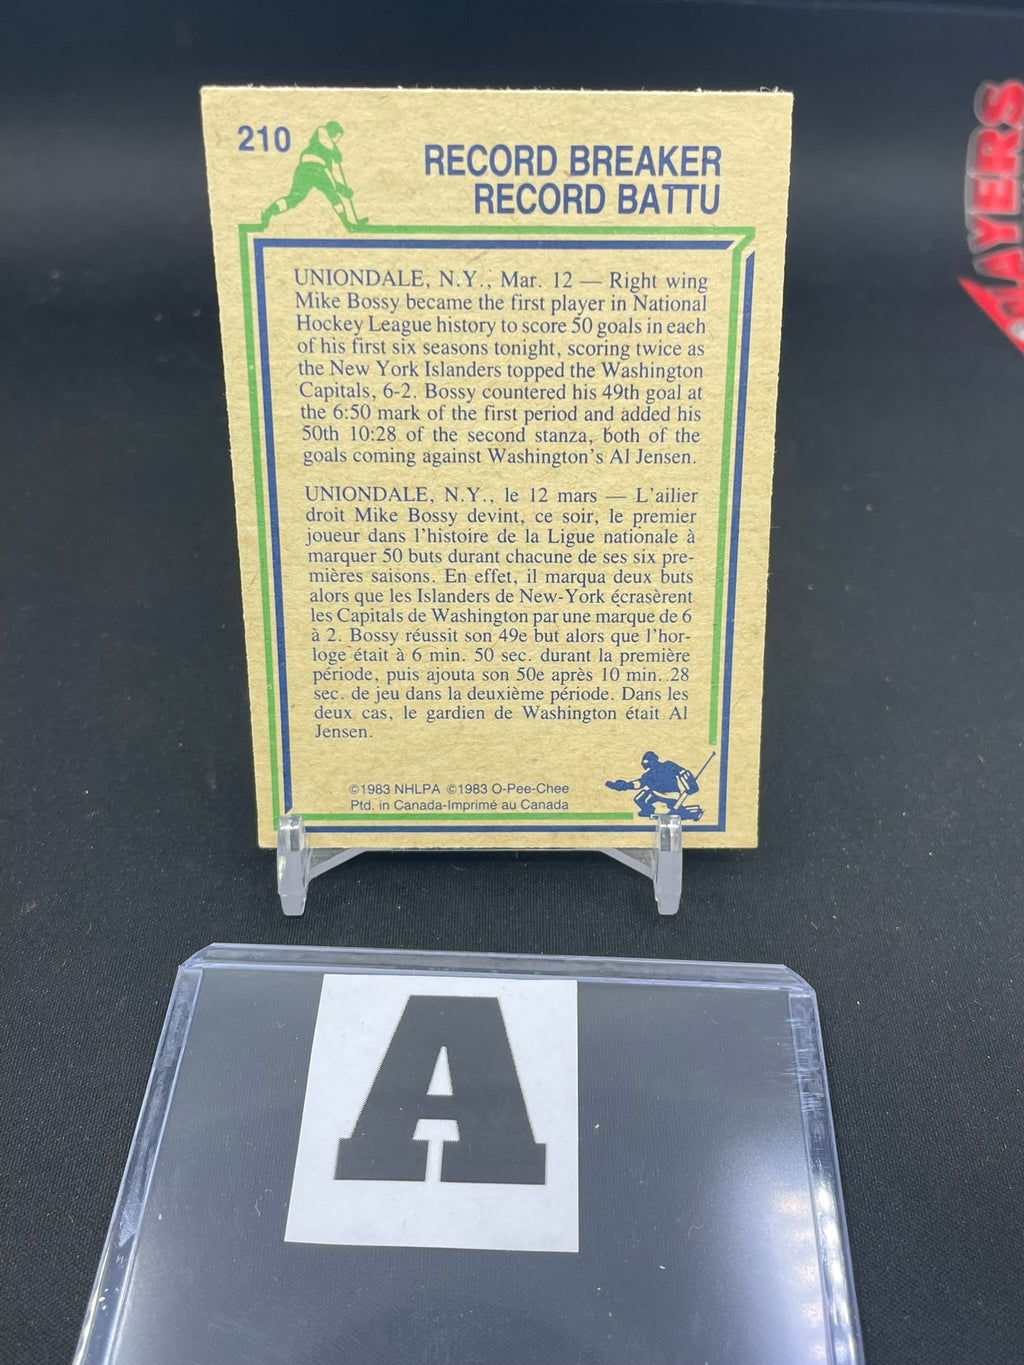 210
RECORD BREAKER
RECORD BATTU
UNIONDALE, N.Y., Mar. 12 — Right wing
Mike Bossy became the first player in National
Hockey League history to score 50 goals in each
of his first six seasons tonight, scoring twice as
the New York Islanders topped the Washington
Capitals, 6-2. Bossy countered his 49th goal at
the 6:50 mark of the first period and added his
50th 10:28 of the second stanza, both of the
goals coming against Washington's Al Jensen.
UNIONDALE, N.Y., le 12 mars — L'ailier
droit Mike Bossy devint, ce soir, le premier
joueur dans l'histoire de la Ligue nationale à
marquer 50 buts durant chacune de ses six pre-
mières saisons. En effet, il marqua deux buts
alors que les Islanders de New-York écrasèrent
les Capitals de Washington par une marque de 6
à 2. Bossy réussit son 49e but alors que l'hor-
loge était à 6 min. 50 sec. durant la première
période, puis ajouta son 50e après 10 min. 28
sec. de jeu dans la deuxième période. Dans les
deux cas, le gardien de Washington était Al
Jensen.
©1983 NHLPA ©1983 O-Pee-Chee
Ptd. in Canada-Imprimé au Canada
LAYERS
A